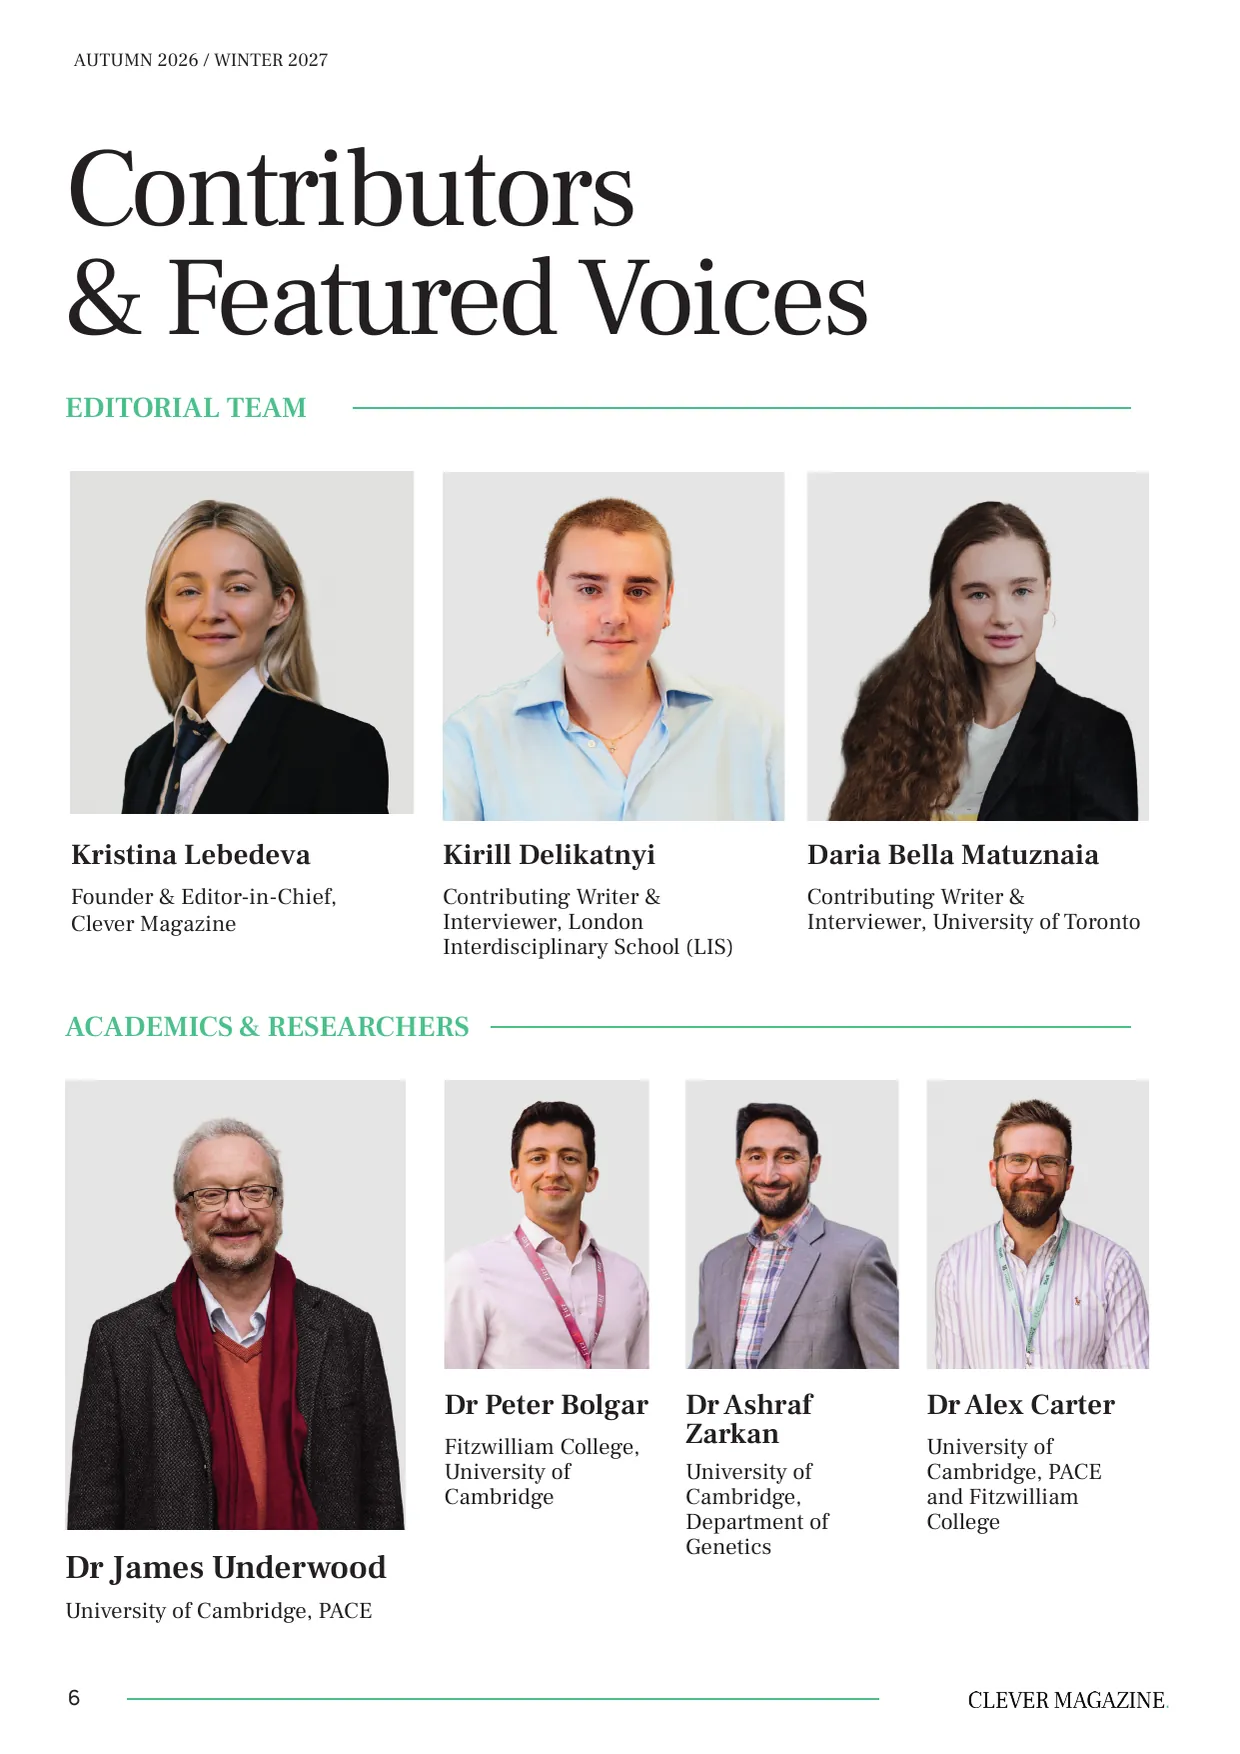 AUTUMN 2026 / WINTER 2027
Contributors
& Featured Voices
EDITORIAL TEAM
Kristina Lebedeva
Founder & Editor-in-Chief,
Clever Magazine
Kirill Delikatnyi
Contributing Writer &
Interviewer, London
Interdisciplinary School (LIS)
Daria Bella Matuznaia
Contributing Writer &
Interviewer, University of Toronto
ACADEMICS & RESEARCHERS
Dr James Underwood
University of Cambridge, PACE
Dr Peter Bolgar
Fitzwilliam College,
University of
Cambridge
Dr Ashraf
Zarkan
University of
Cambridge,
Department of
Genetics
Dr Alex Carter
University of
Cambridge, PACE
and Fitzwilliam
College
6
CLEVER MAGAZINE.